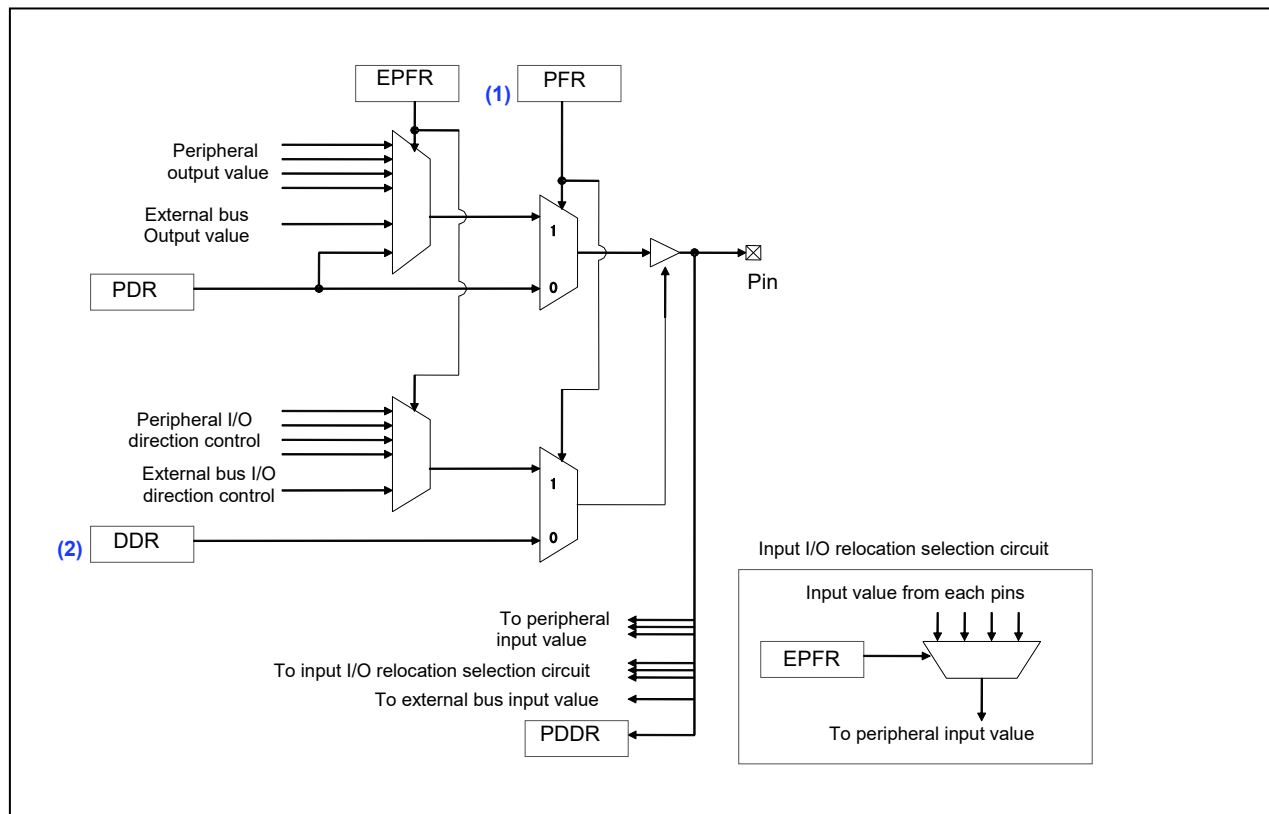 EPFR
(1)
PFR
Peripheral
output value
External bus
Output value
1
0
PDR
Pin
Peripheral I/O
direction control
External bus I/O
direction control
1
0
(2)
DDR
Input I/O relocation selection circuit
Input value from each pins
EPFR
To peripheral input value
To peripheral
input value
To input I/O relocation selection circuit
To external bus input value
PDDR